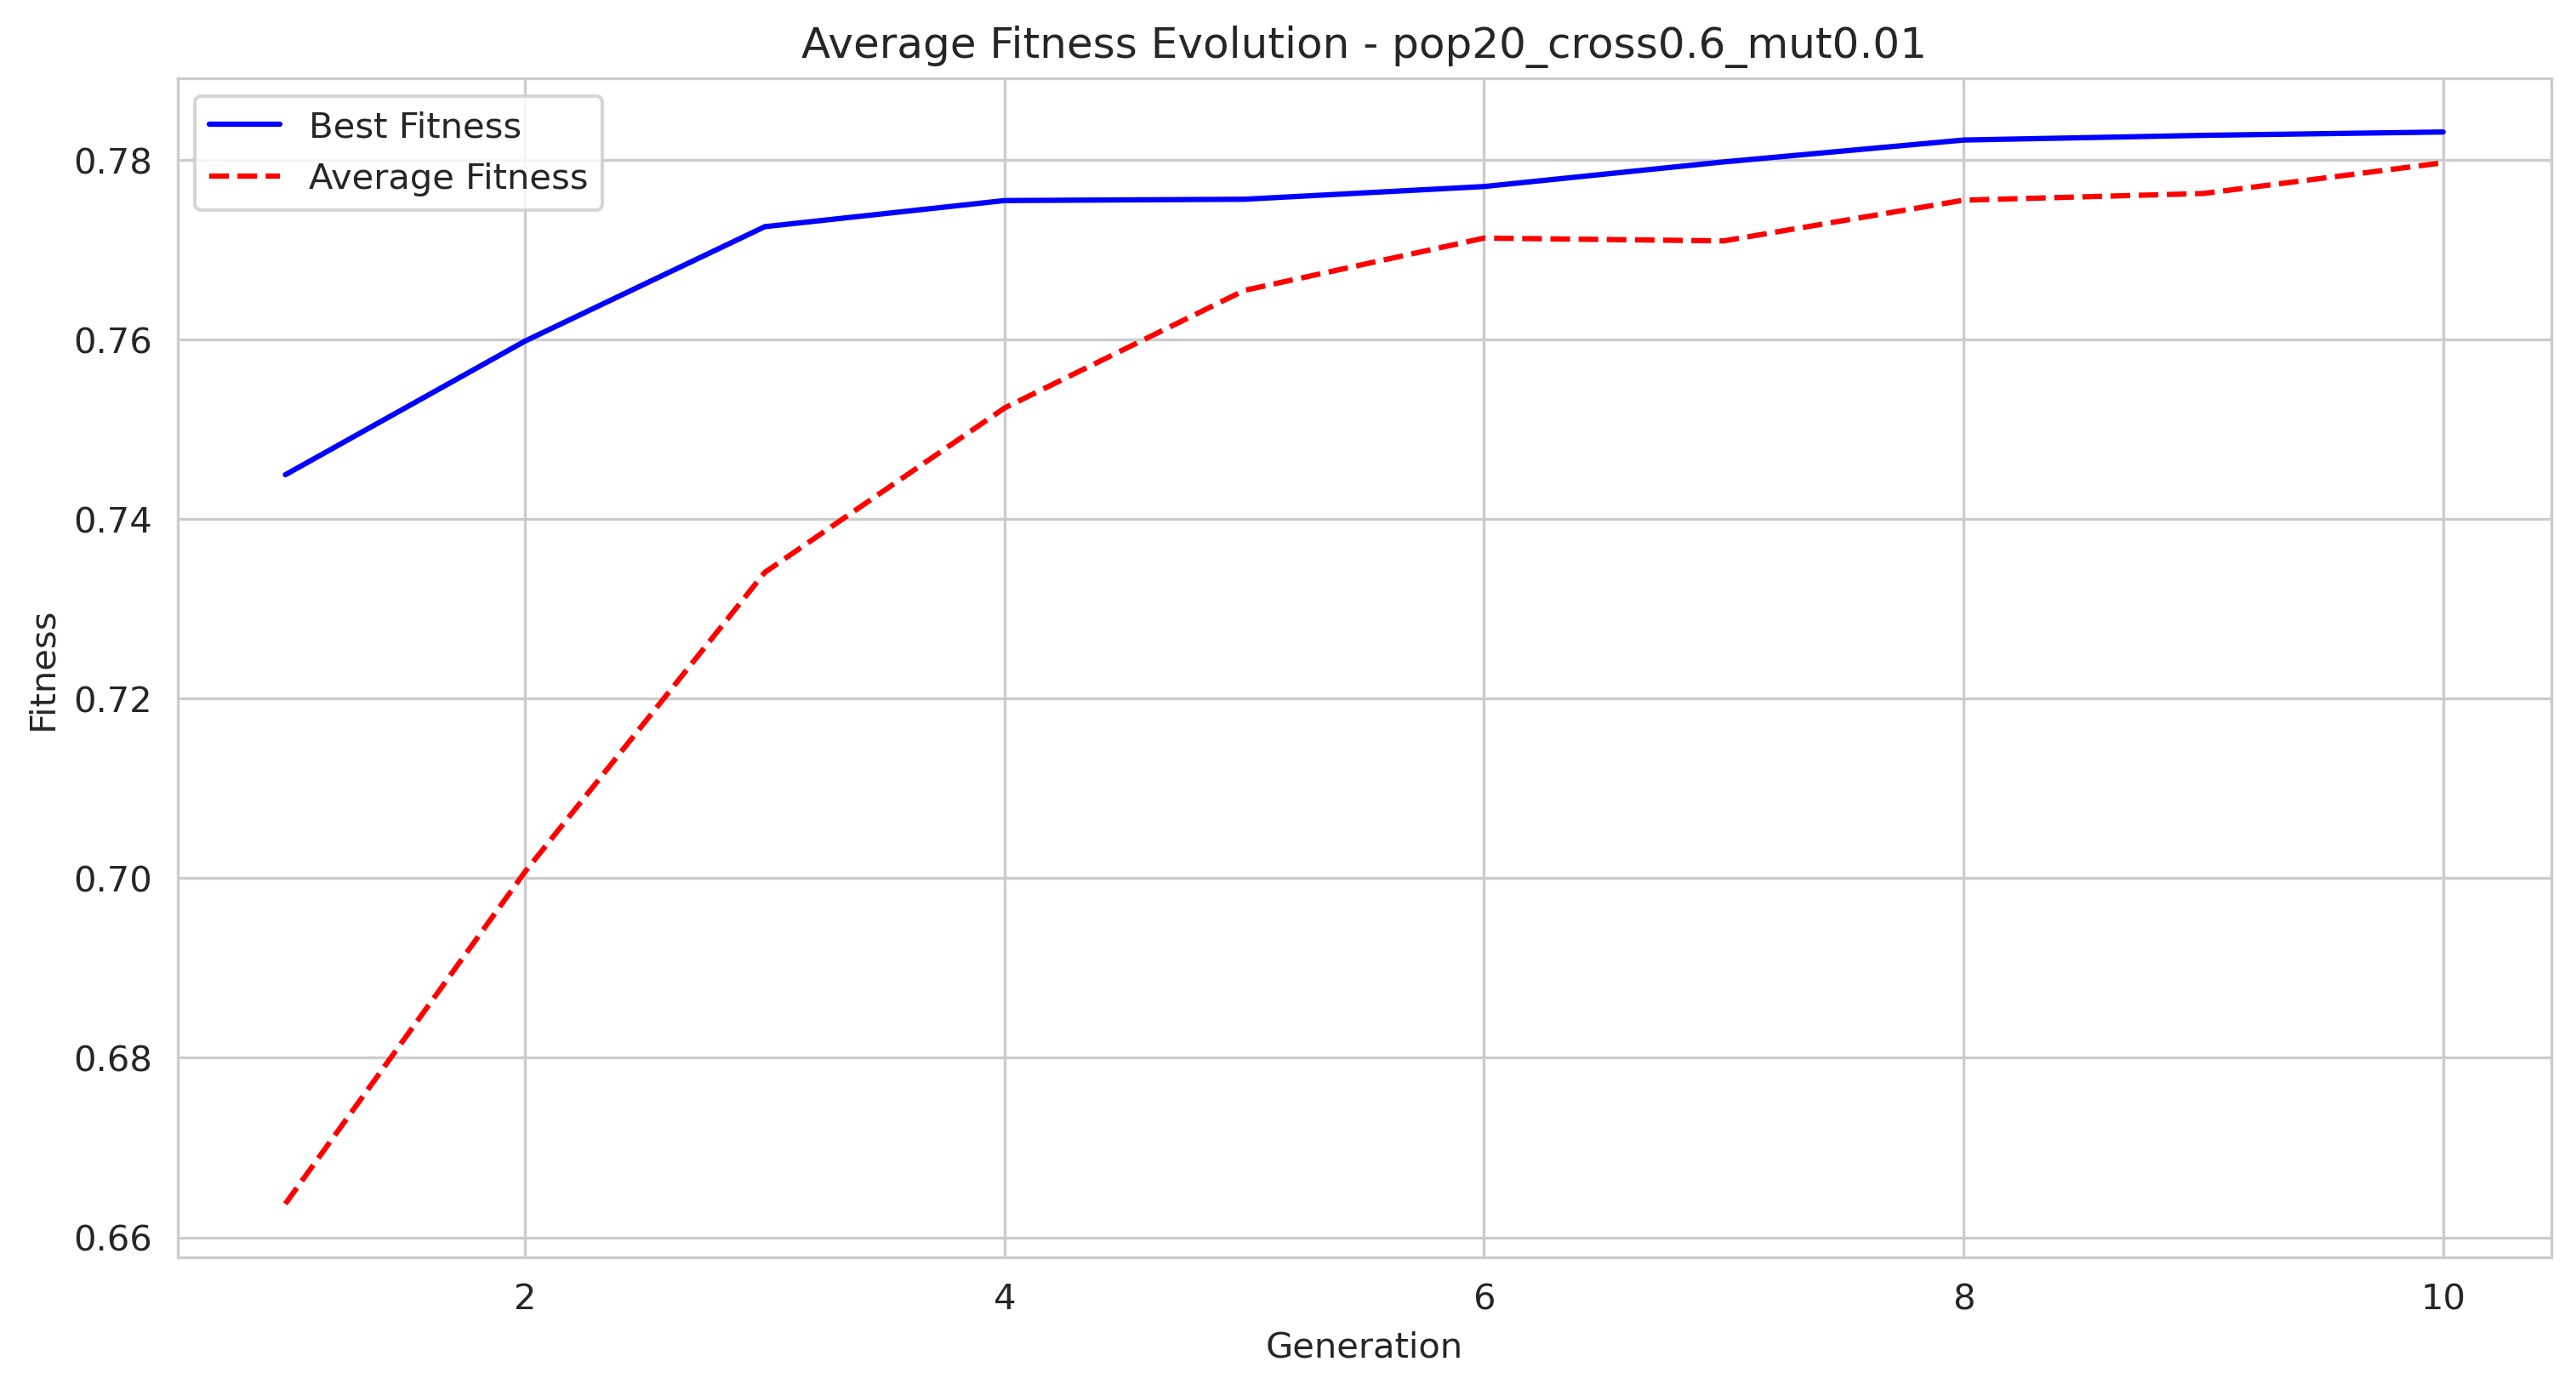 Average Fitness Evolution - pop20_cross0.6_mut0.01
Best Fitness
Average Fitness
0.78
0.76
0.74
0.72
0.70
0.68
0.66
Fitness
2 4 6 8 10
Generation